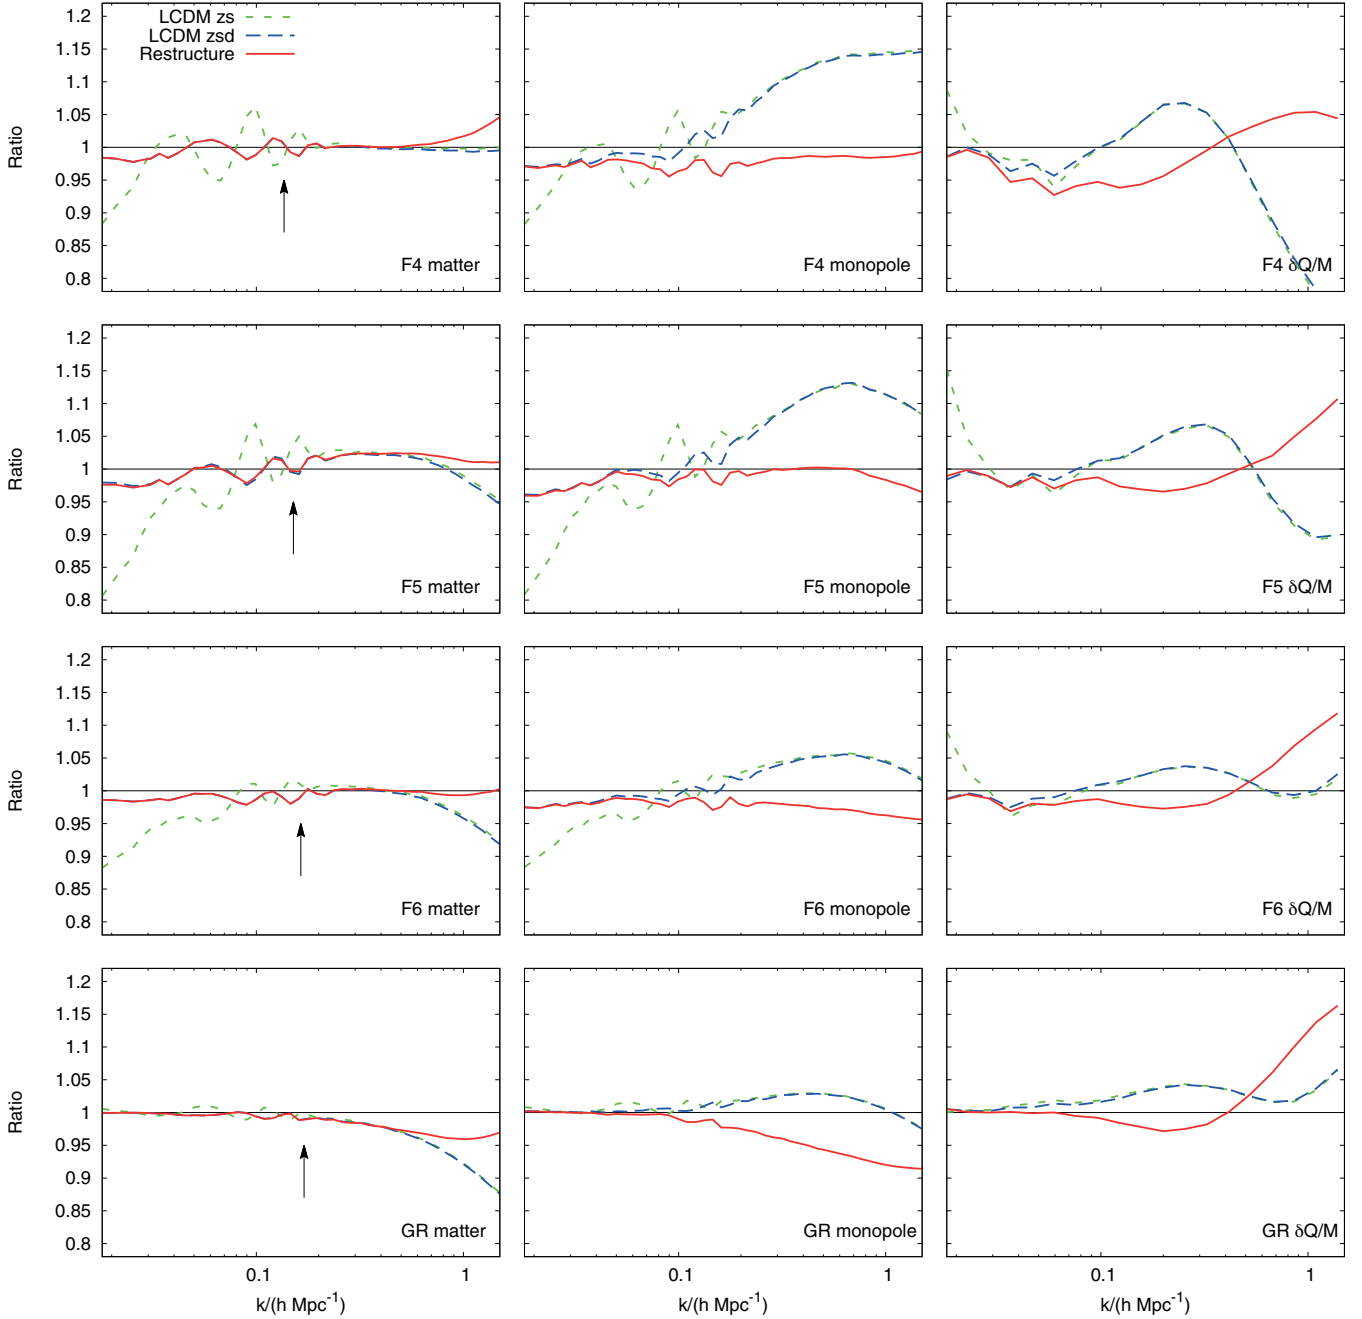 LCDM zs
LCDM zsd
Restructure
1.2
1.15
1.1
1.05
1
0.95
0.9
0.85
0.8
Ratio
F4 matter
F4 monopole
F4 δQ/M
1.2
1.15
1.1
1.05
1
0.95
0.9
0.85
0.8
Ratio
F5 matter
F5 monopole
F5 δQ/M
1.2
1.15
1.1
1.05
1
0.95
0.9
0.85
0.8
Ratio
F6 matter
F6 monopole
F6 δQ/M
1.2
1.15
1.1
1.05
1
0.95
0.9
0.85
0.8
Ratio
GR matter
GR monopole
GR δQ/M
0.1 1
0.1 1
0.1 1
k/(h Mpc⁻¹)
k/(h Mpc⁻¹)
k/(h Mpc⁻¹)